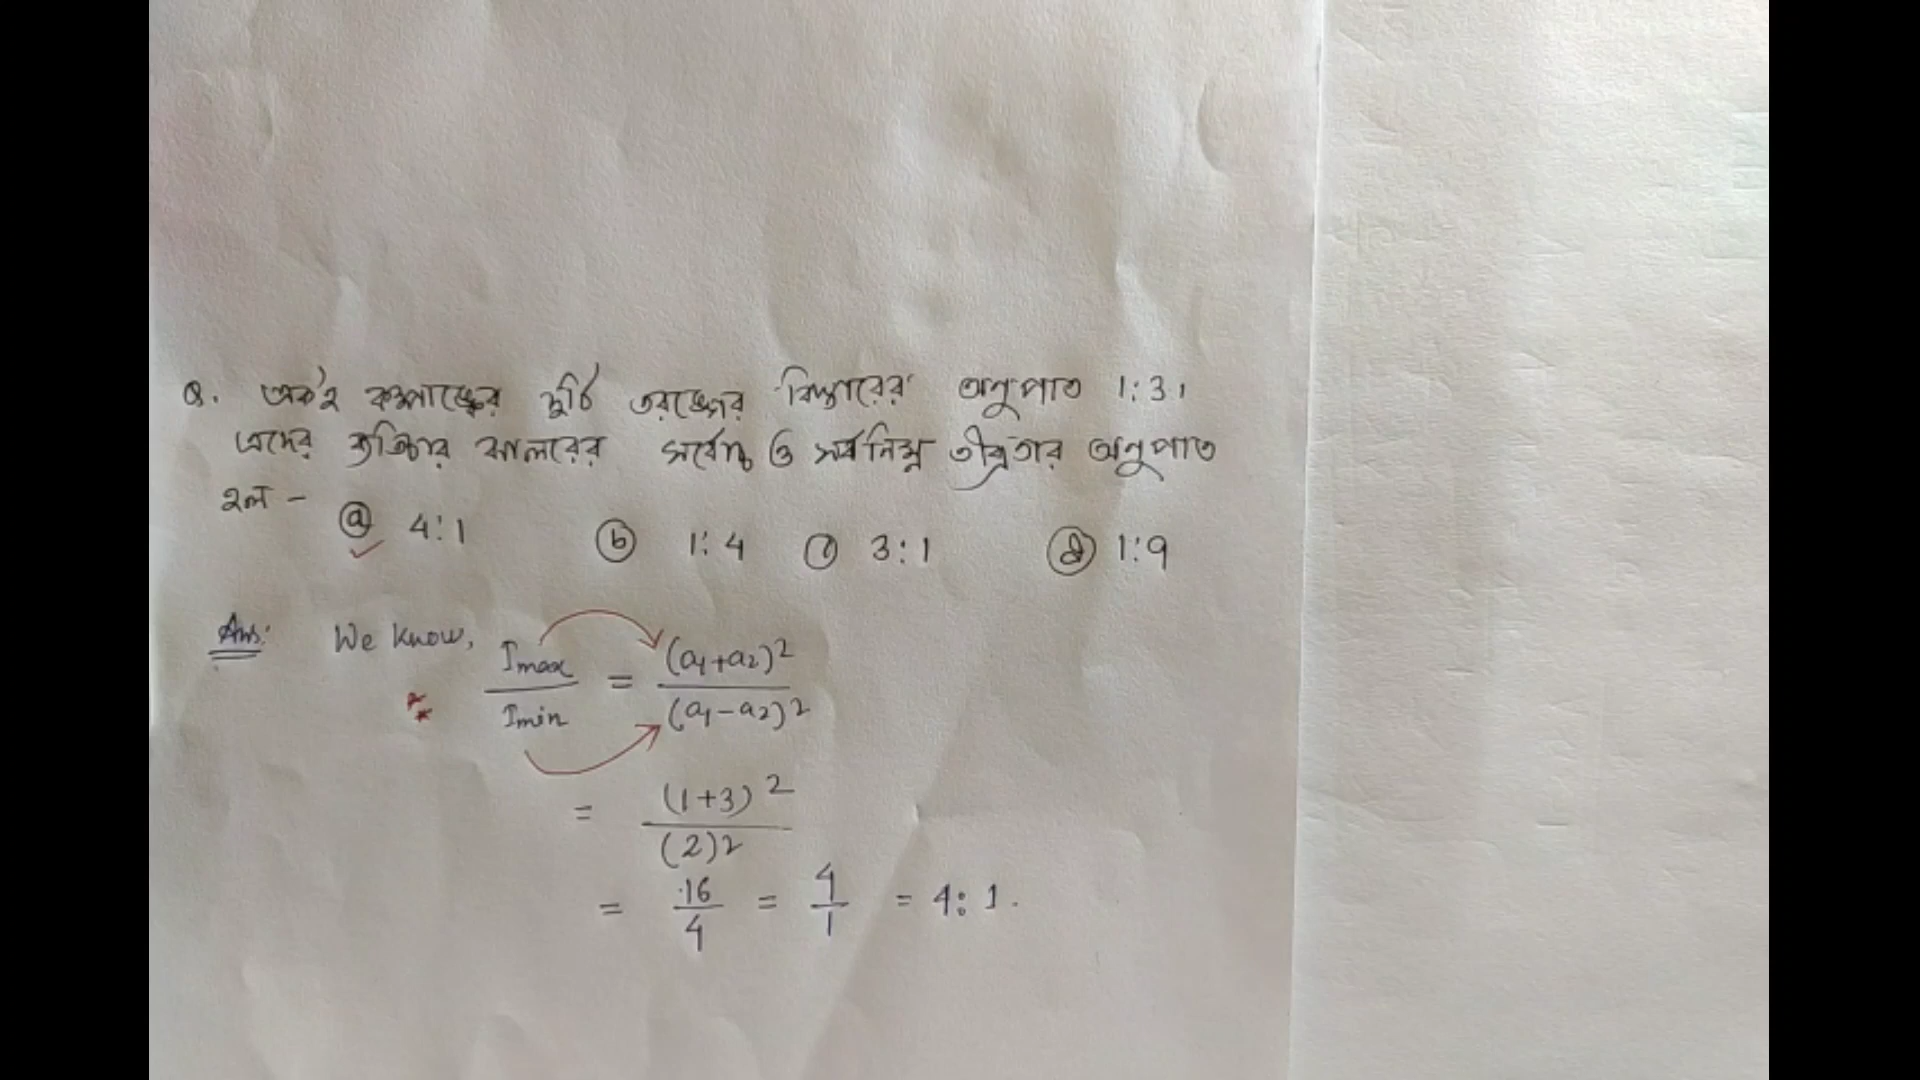 Q. একই কম্পাঙ্কের দুটি তরঙ্গের বিস্তারের অনুপাত 1:3।
এদের ব্যতিচার ঝালরের সর্বোচ্চ ও সর্বনিম্ন তীব্রতার অনুপাত
হল -
ⓐ 4:1 ⓑ 1:4 ⓒ 3:1 ⓓ 1:9
Ans: We know, Imax / Imin = (a₁+a₂)² / (a₁-a₂)²
= (1+3)² / (2)²
= 16/4 = 4/1 = 4:1.